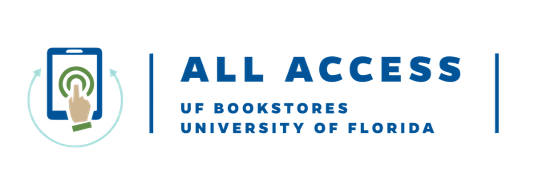 ALL ACCESS
UF BOOKSTORES
UNIVERSITY OF FLORIDA